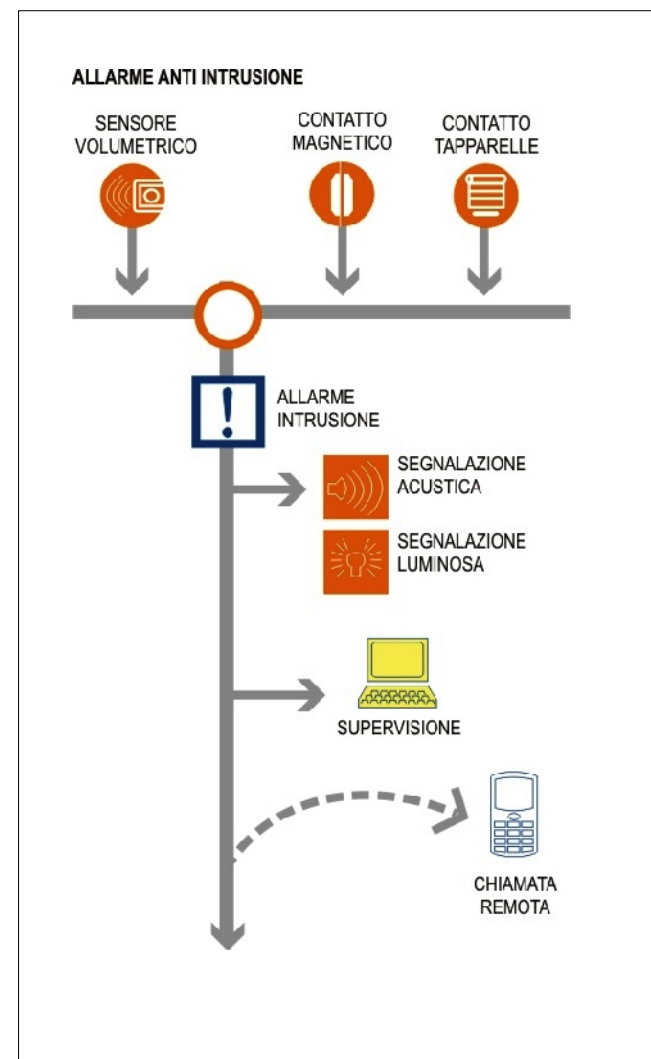 ALLARME ANTI INTRUSIONE
SENSORE
VOLUMETRICO
CONTATTO
MAGNETICO
CONTATTO
TAPPARELLE
!
ALLARME
INTRUSIONE
SEGNALAZIONE
ACUSTICA
SEGNALAZIONE
LUMINOSA
SUPERVISIONE
CHIAMATA
REMOTA